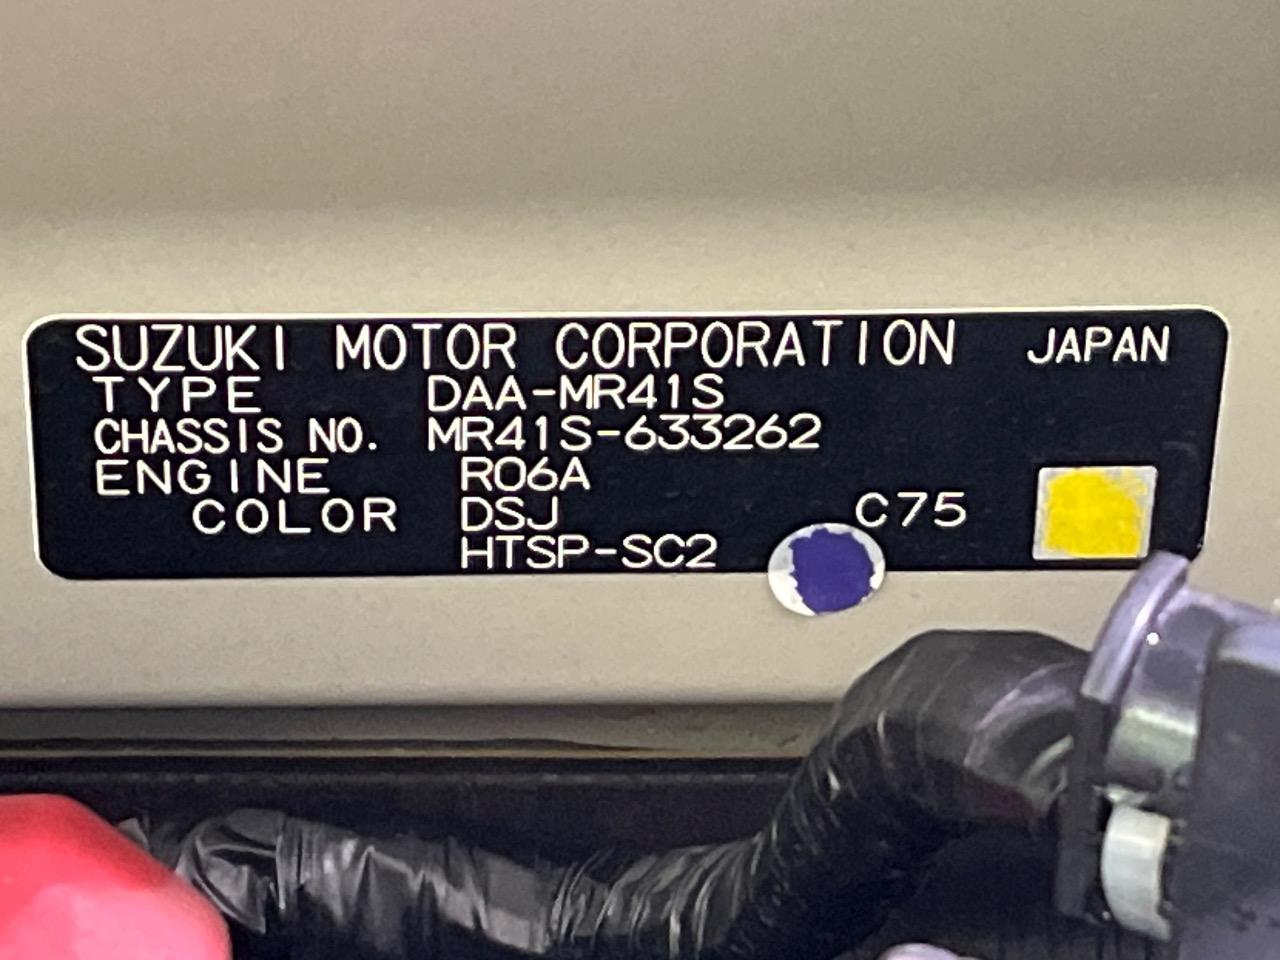 SUZUKI MOTOR CORPORATION JAPAN
TYPE DAA-MR41S
CHASSIS NO. MR41S-633262
ENGINE R06A
COLOR DSJ C75
HTSP-SC2